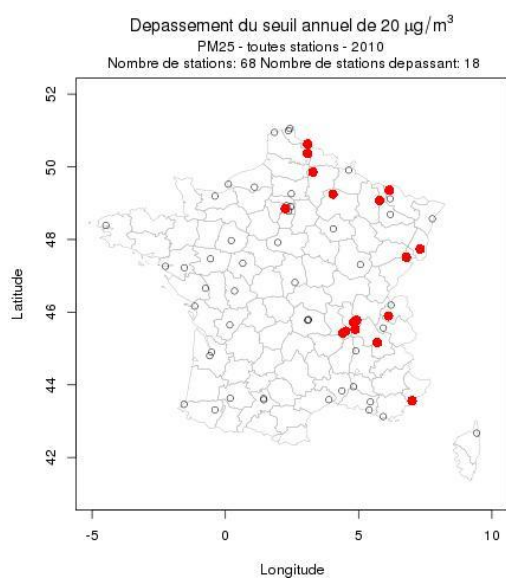 Depassement du seuil annuel de 20 µg/m³
PM25 - toutes stations - 2010
Nombre de stations: 68 Nombre de stations depassant: 18
52
50
48
46
44
42
Latitude
-5
0
5
10
Longitude